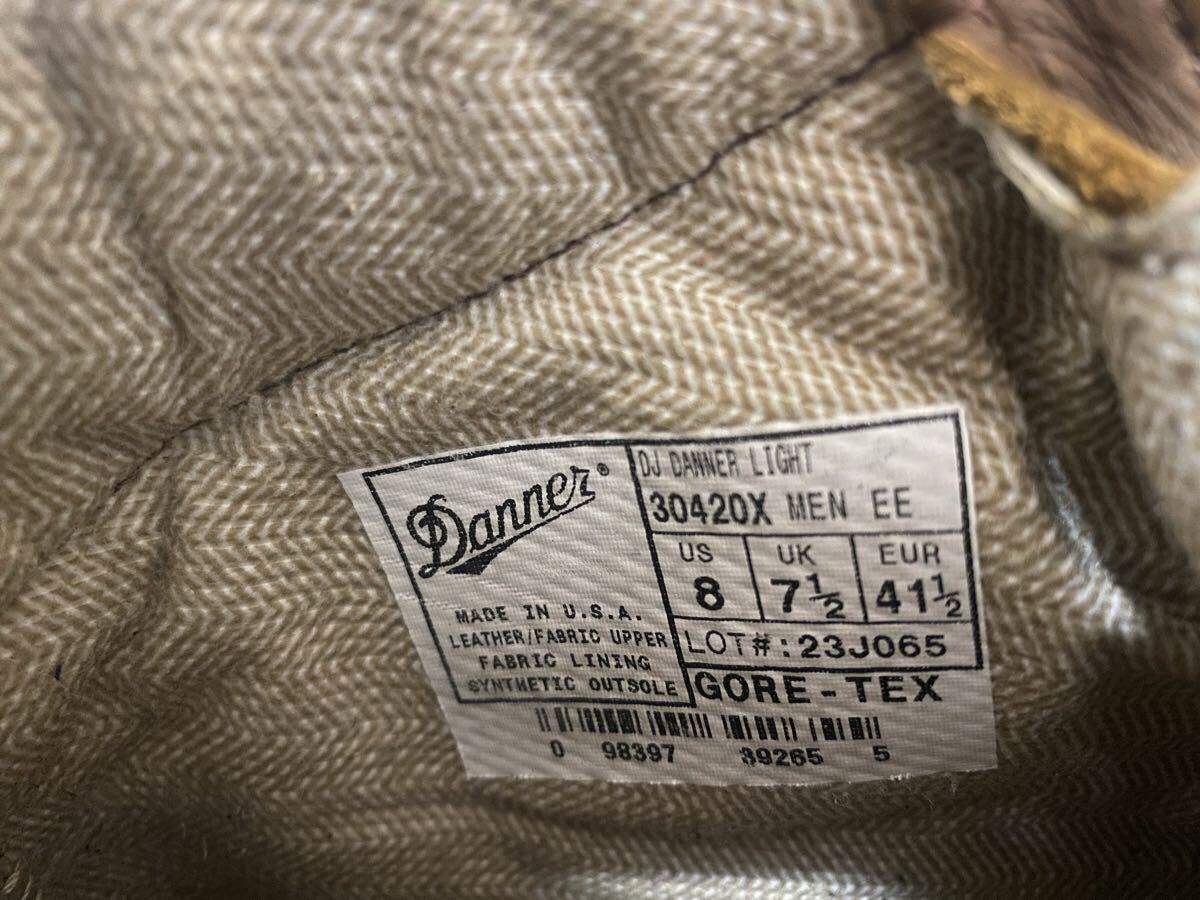 Danner®
MADE IN U.S.A.
LEATHER/FABRIC UPPER
FABRIC LINING
SYNTHETIC OUTSOLE
DJ DANNER LIGHT
30420X MEN EE
US UK EUR
8 7½ 41½
LOT#:23J065
GORE-TEX
0 98397 39265 5